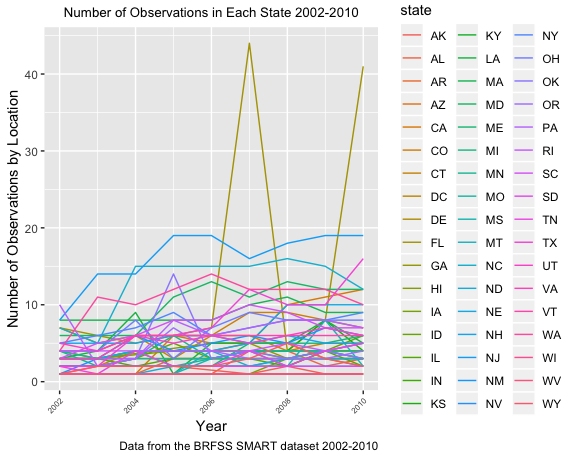 Number of Observations in Each State 2002-2010
Number of Observations by Location
40
30
20
10
0
2002
2004
2006
2008
2010
Year
Data from the BRFSS SMART dataset 2002-2010
state
AK
AL
AR
AZ
CA
CO
CT
DC
DE
FL
GA
HI
IA
ID
IL
IN
KS
KY
LA
MA
MD
ME
MI
MN
MO
MS
MT
NC
ND
NE
NH
NJ
NM
NV
NY
OH
OK
OR
PA
RI
SC
SD
TN
TX
UT
VA
VT
WA
WI
WV
WY